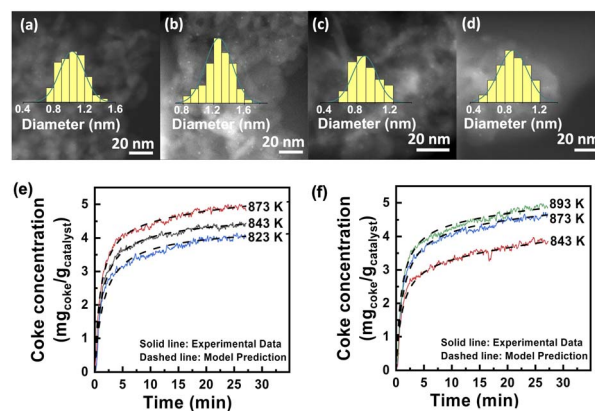 (a)
0.4 0.8 1.2 1.6
Diameter (nm)
20 nm
(b)
0.8 1.2 1.6
Diameter (nm)
20 nm
(c)
0.4 0.8 1.2
Diameter (nm)
20 nm
(d)
0.4 0.8 1.2
Diameter (nm)
20 nm
(e)
Coke concentration
(mgcoke/gcatalyst)
5
4
3
2
1
0
873 K
843 K
823 K
Solid line: Experimental Data
Dashed line: Model Prediction
0 5 10 15 20 25 30
Time (min)
(f)
Coke concentration
(mgcoke/gcatalyst)
5
4
3
2
1
0
893 K
873 K
843 K
Solid line: Experimental Data
Dashed line: Model Prediction
0 5 10 15 20 25 30
Time (min)